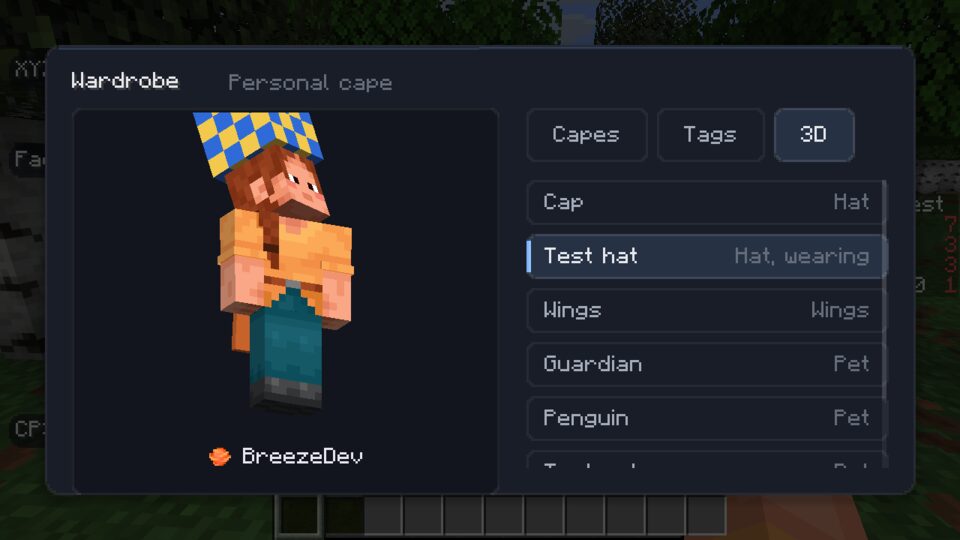 XYZ
Wardrobe
Personal cape
Capes
Tags
3D
Cap
Hat
Test hat
Hat, wearing
Wings
Wings
Guardian
Pet
Penguin
Pet
BreezeDev